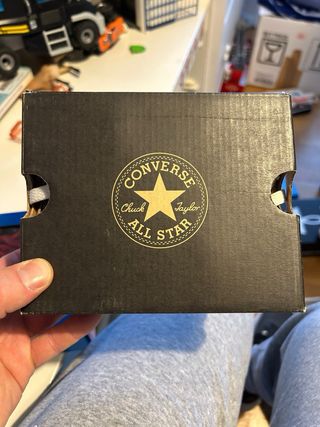 CONVERSE
Chuck Taylor
ALL STAR